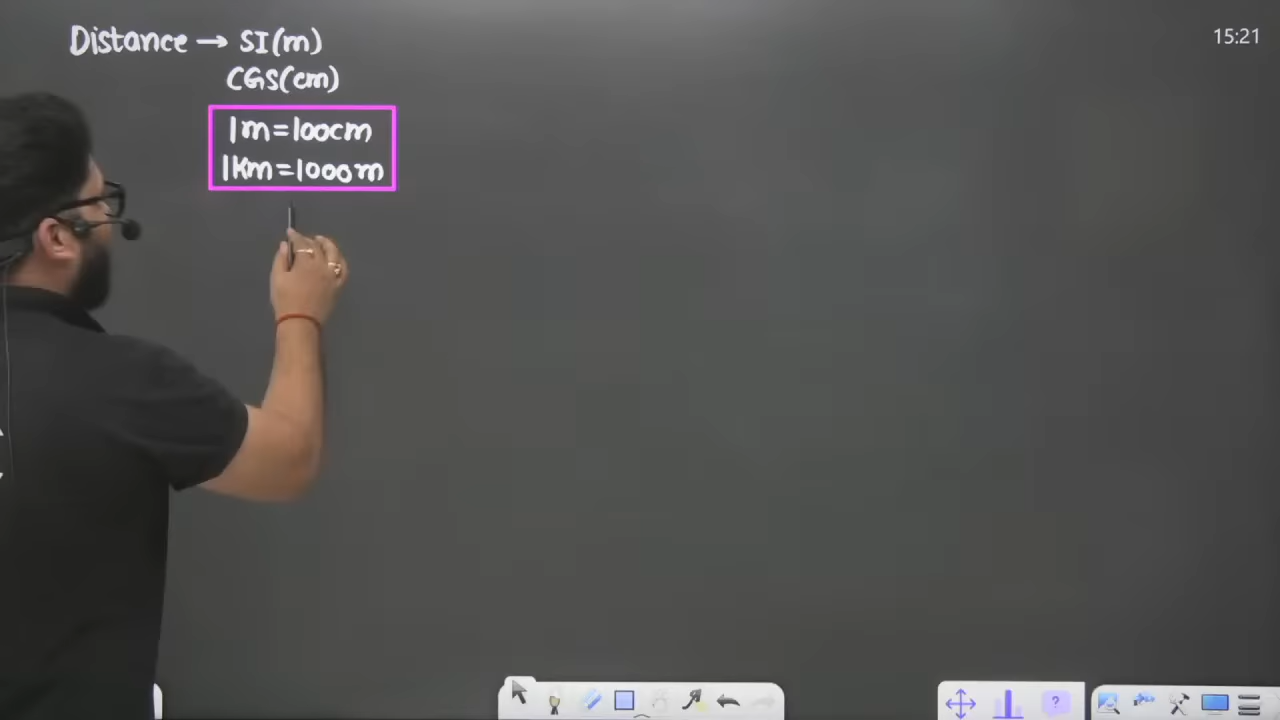 Distance → SI(m)
CGS(cm)
1m=100cm
1Km=1000m
15:21